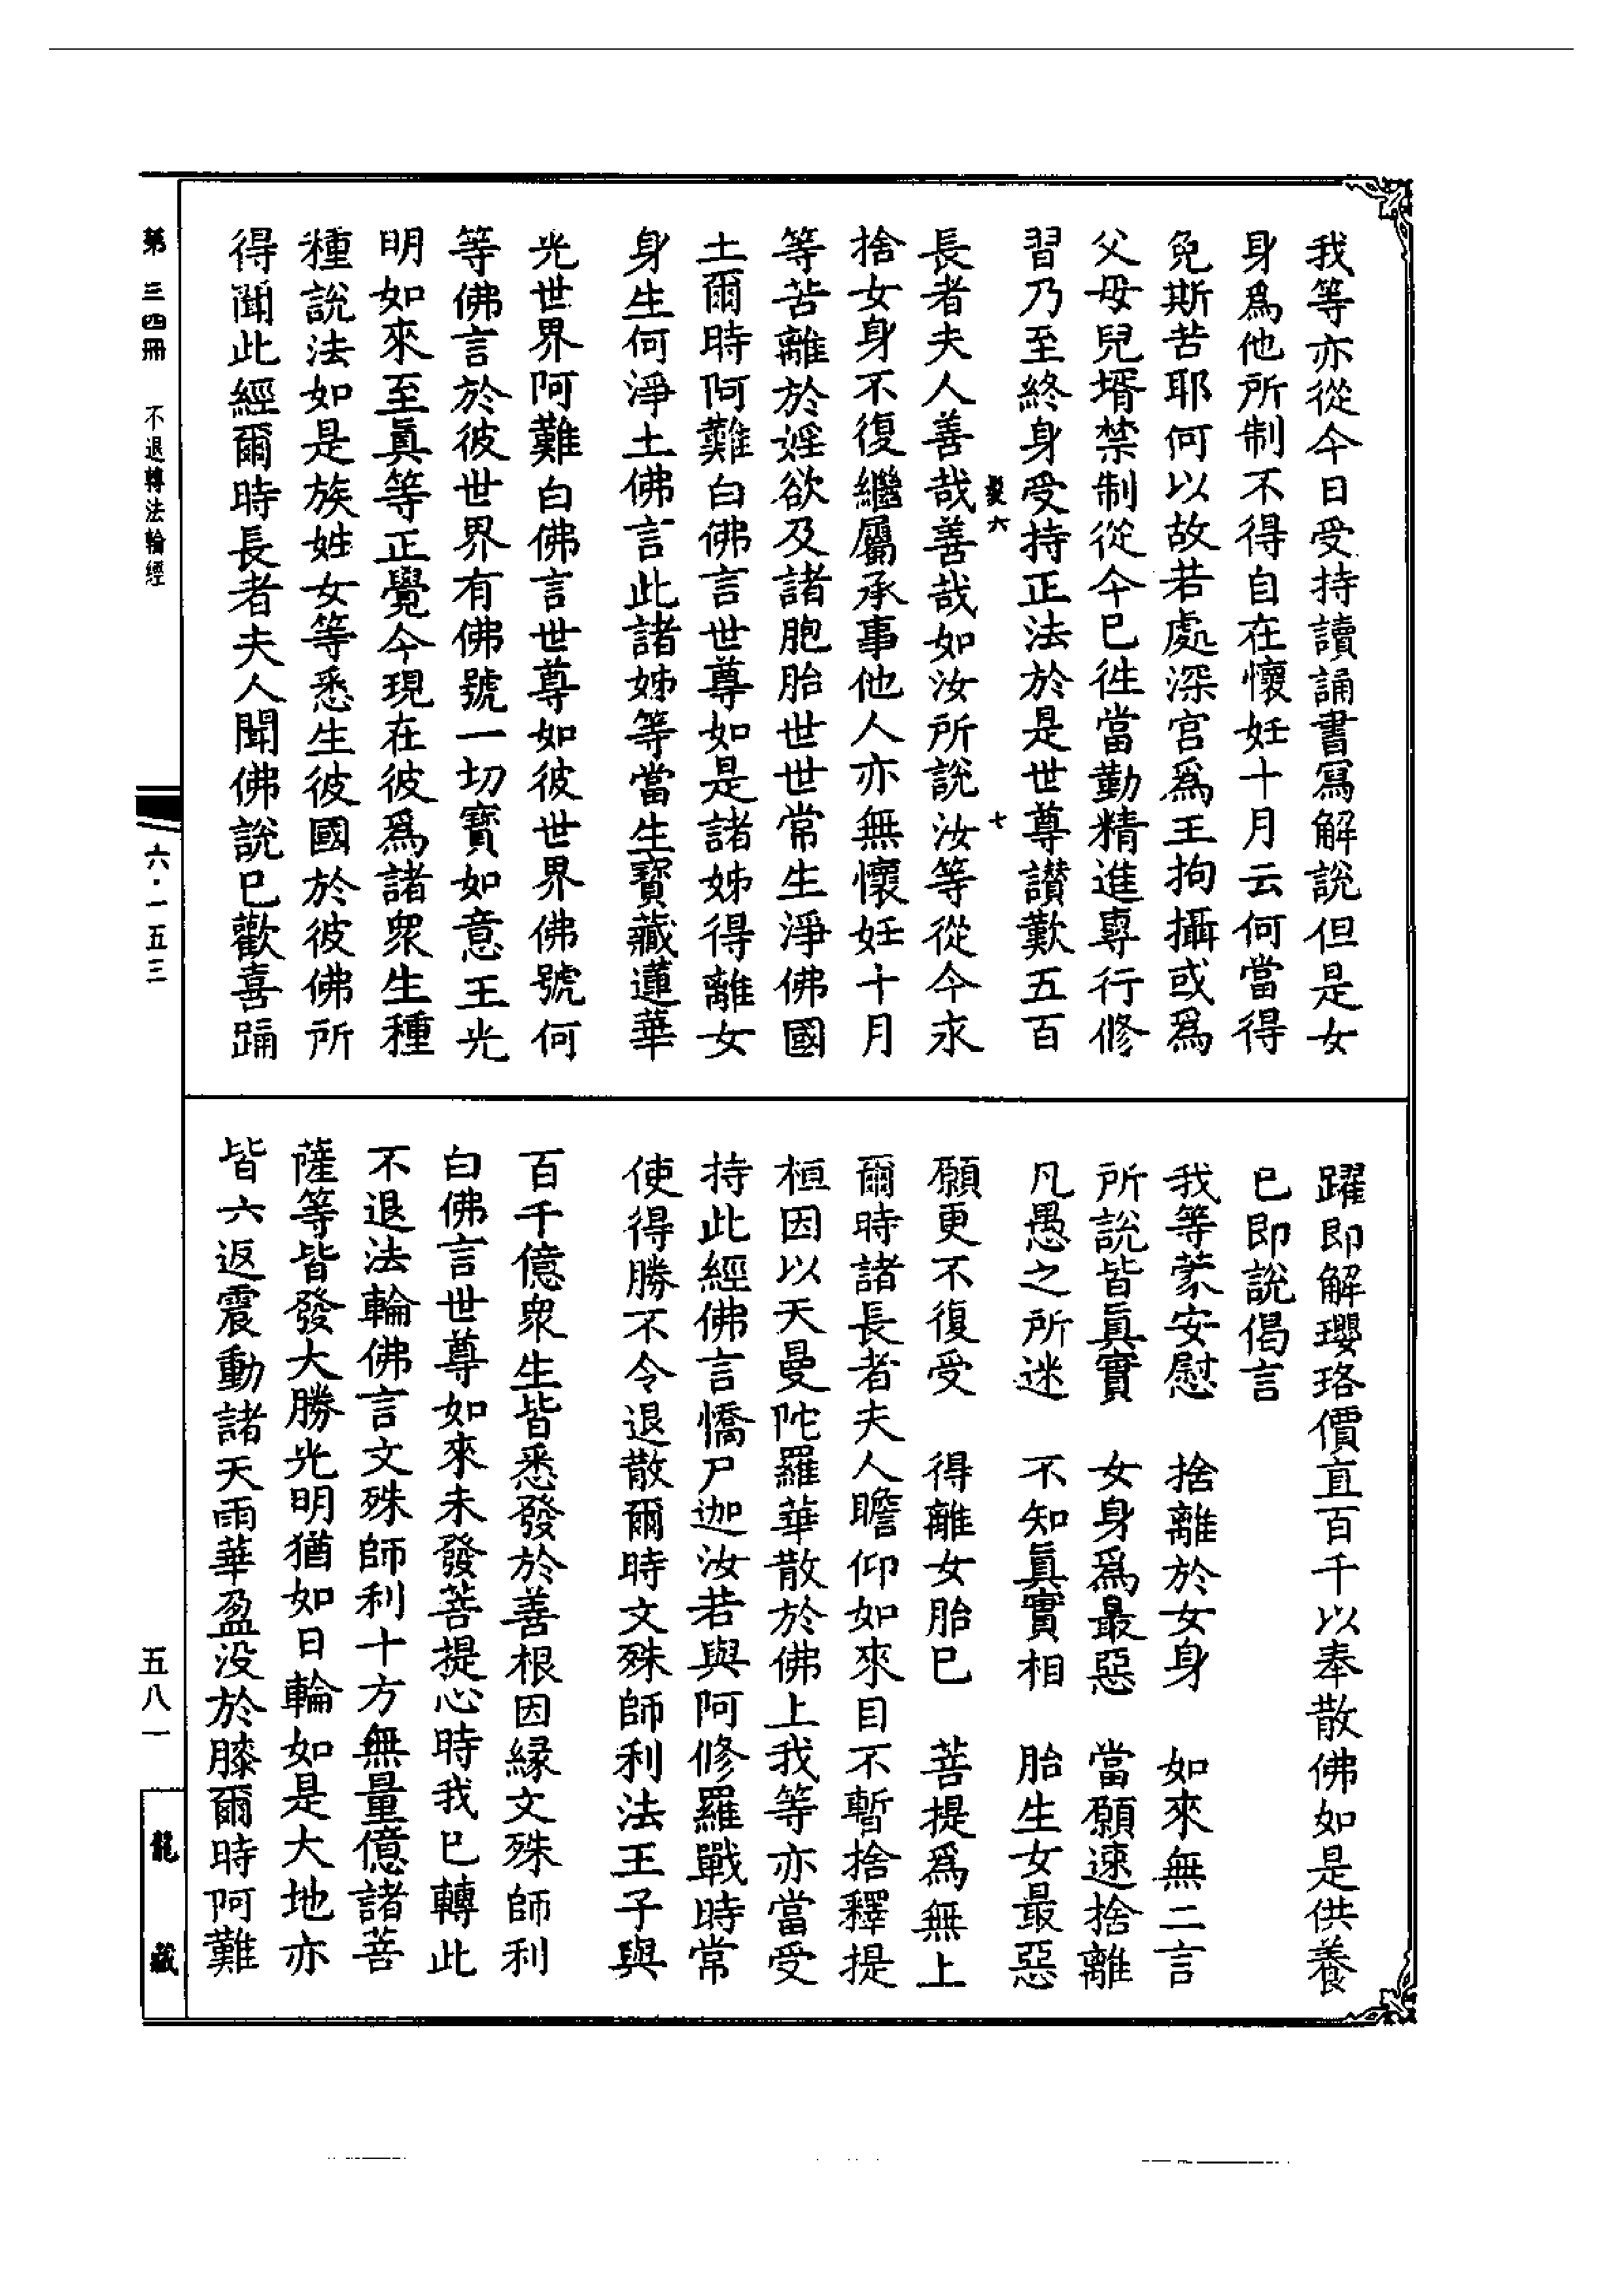 我等亦從今日受持讀誦書寫解說但是女
身爲他所制不得自在懷妊十月云何當得
免斯苦耶何以故若處深宮爲王拘攝或爲
父母兒壻禁制從今已往當勤精進專行修
習乃至終身受持正法於是世尊讃歎五百
髮六 七
長者夫人善哉善哉如汝所說汝等從今永
捨女身不復繼屬承事他人亦無懷妊十月
等苦離於婬欲及諸胞胎世世常生淨佛國
土爾時阿難白佛言世尊如是諸姊得離女
身生何淨土佛言此諸姊等當生寶藏蓮華
光世界阿難白佛言世尊如彼世界佛號何
等佛言於彼世界有佛號一切寶如意王光
明如來至眞等正覺今現在彼爲諸衆生種
種說法如是族姓女等悉生彼國於彼佛所
得聞此經爾時長者夫人聞佛說已歡喜踊
躍即解瓔珞價直百千以奉散佛如是供養
已即說偈言
我等蒙安慰 捨離於女身 如來無二言
所說皆眞實 女身爲最惡 當願速捨離
凡愚之所迷 不知眞實相 胎生女最惡
願更不復受 得離女胎已 菩提爲無上
爾時諸長者夫人瞻仰如來目不暫捨釋提
桓因以天曼陀羅華散於佛上我等亦當受
持此經佛言憍尸迦汝若與阿修羅戰時常
使得勝不令退散爾時文殊師利法王子與
百千億衆生皆悉發於善根因縁文殊師利
白佛言世尊如來未發菩提心時我已轉此
不退法輪佛言文殊師利十方無量億諸菩
薩等皆發大勝光明猶如日輪如是大地亦
皆六返震動諸天雨華盈没於膝爾時阿難
第三四冊 不退轉法輪經
六·一五三
五八一
龍藏